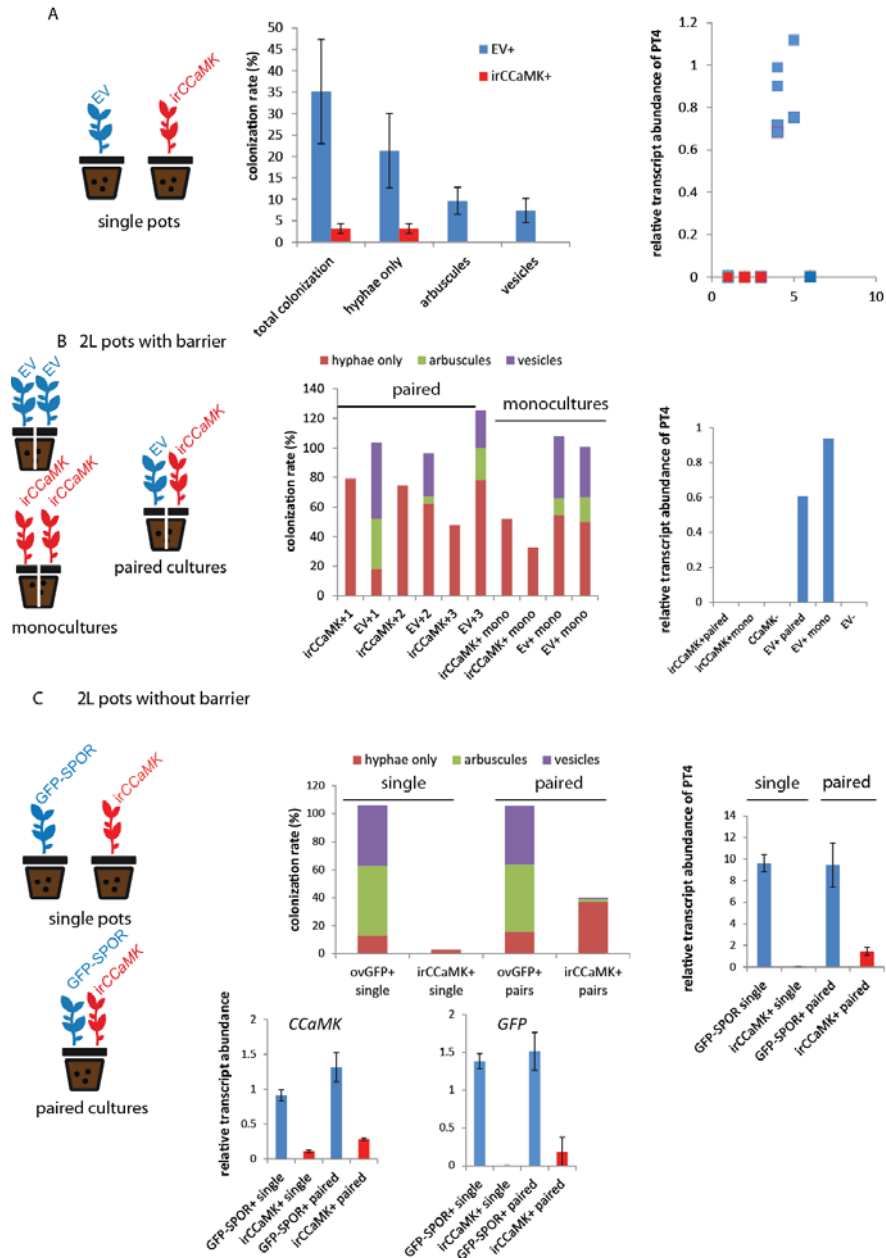 A
EV
irCCaMK
single pots
colonization rate (%)
50
45
40
35
30
25
20
15
10
5
0
EV+
irCCaMK+
total colonization
hyphae only
arbuscules
vesicles
relative transcript abundance of PT4
1.2
1
0.8
0.6
0.4
0.2
0
0
5
10
B 2L pots with barrier
EV
EV
irCCaMK
irCCaMK
monocultures
EV
irCCaMK
paired cultures
hyphae only
arbuscules
vesicles
colonization rate (%)
140
120
100
80
60
40
20
0
paired
monocultures
irCCaMK+1
EV+1
irCCaMK+2
EV+2
irCCaMK+3
EV+3
irCCaMK+ mono
irCCaMK+ mono
EV+ mono
EV+ mono
relative transcript abundance of PT4
1
0.8
0.6
0.4
0.2
0
irCCaMK+paired
irCCaMK+mono
CCaMK-
EV+ paired
EV+ mono
EV-
C 2L pots without barrier
GFP-SPOR
irCCaMK
single pots
GFP-SPOR
irCCaMK
paired cultures
hyphae only
arbuscules
vesicles
colonization rate (%)
120
100
80
60
40
20
0
single
paired
ovGFP+ single
irCCaMK+ single
ovGFP+ pairs
irCCaMK+ pairs
relative transcript abundance of PT4
single
paired
14
12
10
8
6
4
2
0
GFP-SPOR single
irCCaMK+ single
GFP-SPOR+ paired
irCCaMK+ paired
relative transcript abundance
CCaMK
2
1.5
1
0.5
0
GFP-SPOR+ single
irCCaMK+ single
GFP-SPOR+ paired
irCCaMK+ paired
GFP
2
1.5
1
0.5
0
GFP-SPOR+ single
irCCaMK+ single
GFP-SPOR+ paired
irCCaMK+ paired